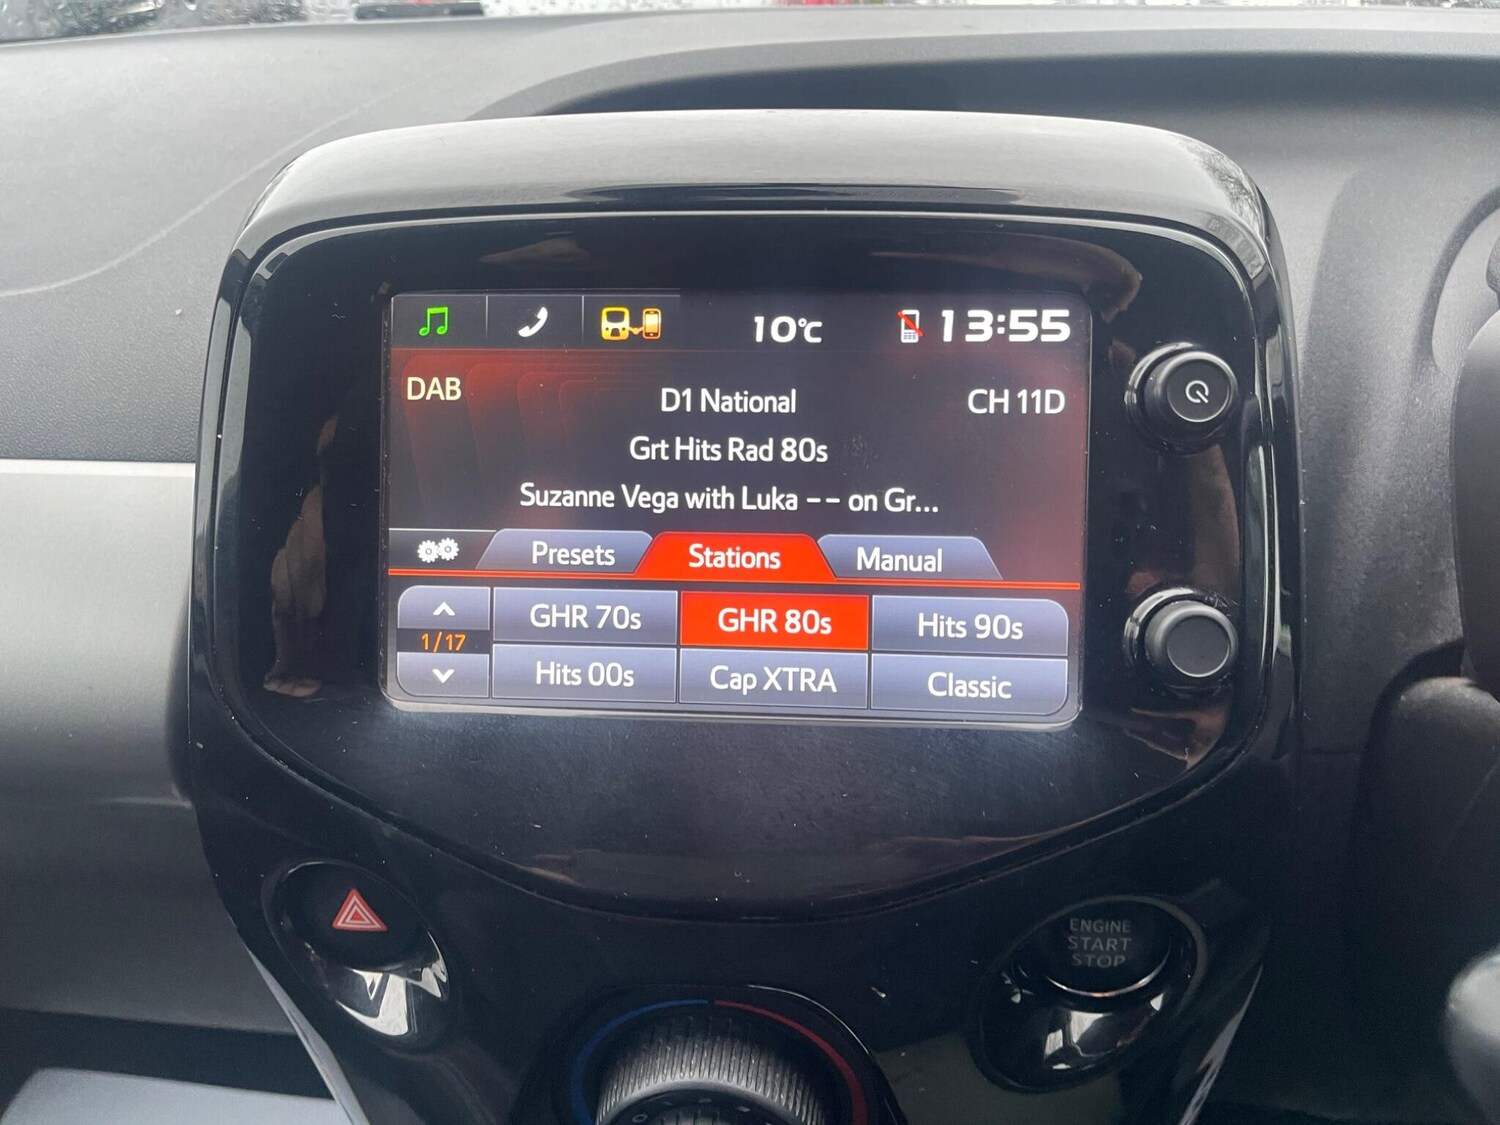 10°C 13:55
DAB D1 National CH 11D
Grt Hits Rad 80s
Suzanne Vega with Luka -- on Gr...
Presets Stations Manual
GHR 70s GHR 80s Hits 90s
1/17
Hits 00s Cap XTRA Classic
ENGINE
START
STOP